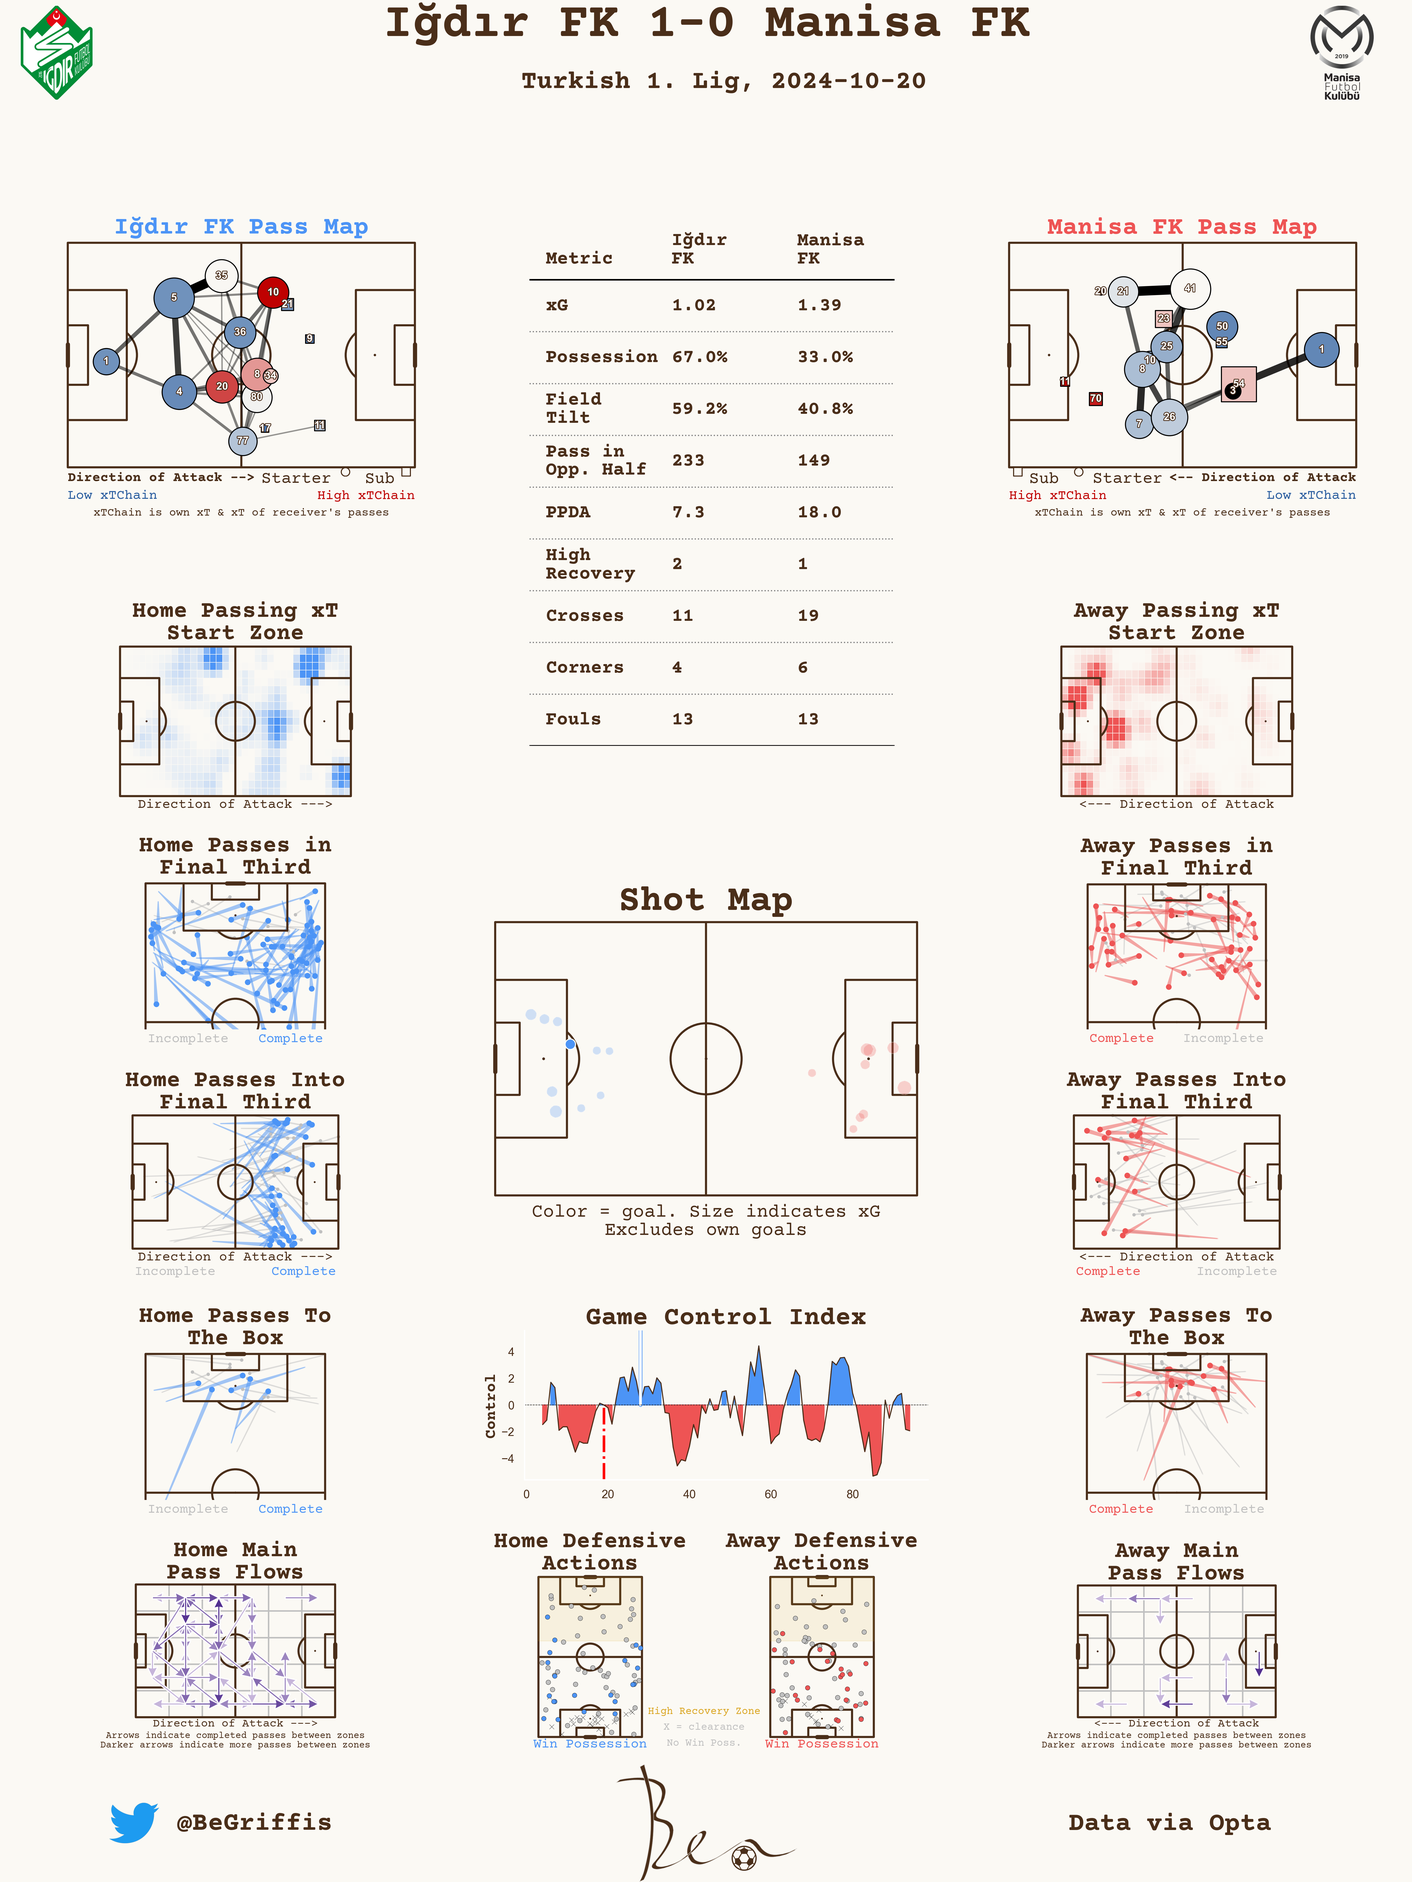 Iğdır FK 1-0 Manisa FK
Turkish 1. Lig, 2024-10-20
IGDIR
FUTBOL
KULÜBÜ
2019
Manisa
Futbol
Kulübü
Iğdır FK Pass Map
1
5
35
4
36
20
10
21
9
8
34
80
77
17
11
Direction of Attack --> Starter Sub
Low xTChain High xTChain
xTChain is own xT & xT of receiver's passes
Metric Iğdır FK Manisa FK
xG 1.02 1.39
Possession 67.0% 33.0%
Field Tilt 59.2% 40.8%
Pass in Opp. Half 233 149
PPDA 7.3 18.0
High Recovery 2 1
Crosses 11 19
Corners 4 6
Fouls 13 13
Manisa FK Pass Map
20
21
41
23
50
55
25
10
8
1
11
70
54
3
7
26
Sub Starter <-- Direction of Attack
High xTChain Low xTChain
xTChain is own xT & xT of receiver's passes
Home Passing xT
Start Zone
Direction of Attack --->
Away Passing xT
Start Zone
<--- Direction of Attack
Home Passes in
Final Third
Incomplete Complete
Shot Map
Color = goal. Size indicates xG
Excludes own goals
Away Passes in
Final Third
Complete Incomplete
Home Passes Into
Final Third
Direction of Attack --->
Incomplete Complete
Away Passes Into
Final Third
<--- Direction of Attack
Complete Incomplete
Home Passes To
The Box
Incomplete Complete
Game Control Index
Control
4
2
0
−2
−4
0 20 40 60 80
Away Passes To
The Box
Complete Incomplete
Home Main
Pass Flows
Direction of Attack --->
Arrows indicate completed passes between zones
Darker arrows indicate more passes between zones
Home Defensive
Actions
Win Possession
High Recovery Zone
X = clearance
No Win Poss.
Away Defensive
Actions
Win Possession
Away Main
Pass Flows
<--- Direction of Attack
Arrows indicate completed passes between zones
Darker arrows indicate more passes between zones
@BeGriffis
Ben
Data via Opta